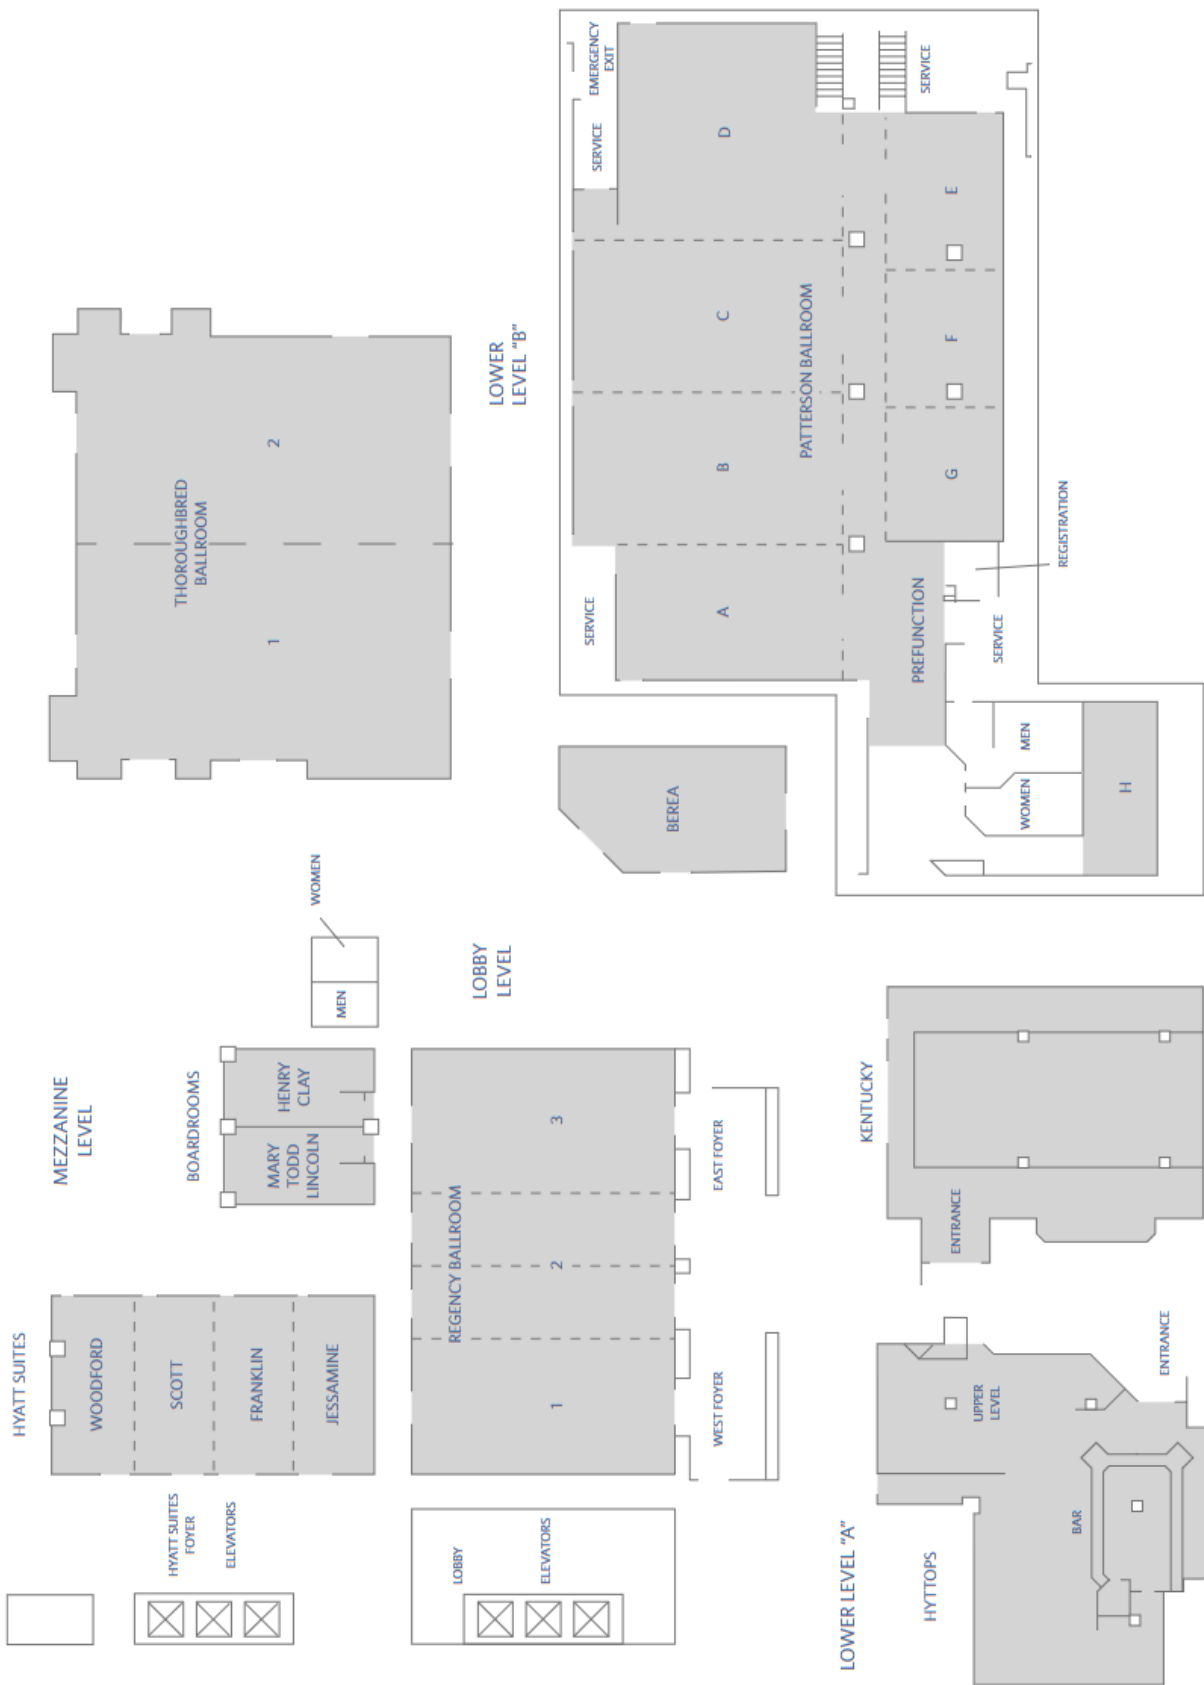 HYATT SUITES
WOODFORD
SCOTT
FRANKLIN
JESSAMINE
HYATT SUITES
FOYER
ELEVATORS
MEZZANINE
LEVEL
BOARDROOMS
MARY
TODD
LINCOLN
HENRY
CLAY
MEN
WOMEN
THOROUGHBRED
BALLROOM
1
2
LOBBY
ELEVATORS
REGENCY BALLROOM
1
2
3
WEST FOYER
EAST FOYER
LOBBY
LEVEL
BEREA
LOWER
LEVEL "B"
SERVICE
SERVICE
EMERGENCY
EXIT
A
B
C
D
PATTERSON BALLROOM
PREFUNCTION
G
F
E
SERVICE
SERVICE
REGISTRATION
WOMEN
MEN
H
LOWER LEVEL "A"
HYTTOPS
BAR
UPPER
LEVEL
ENTRANCE
KENTUCKY
ENTRANCE